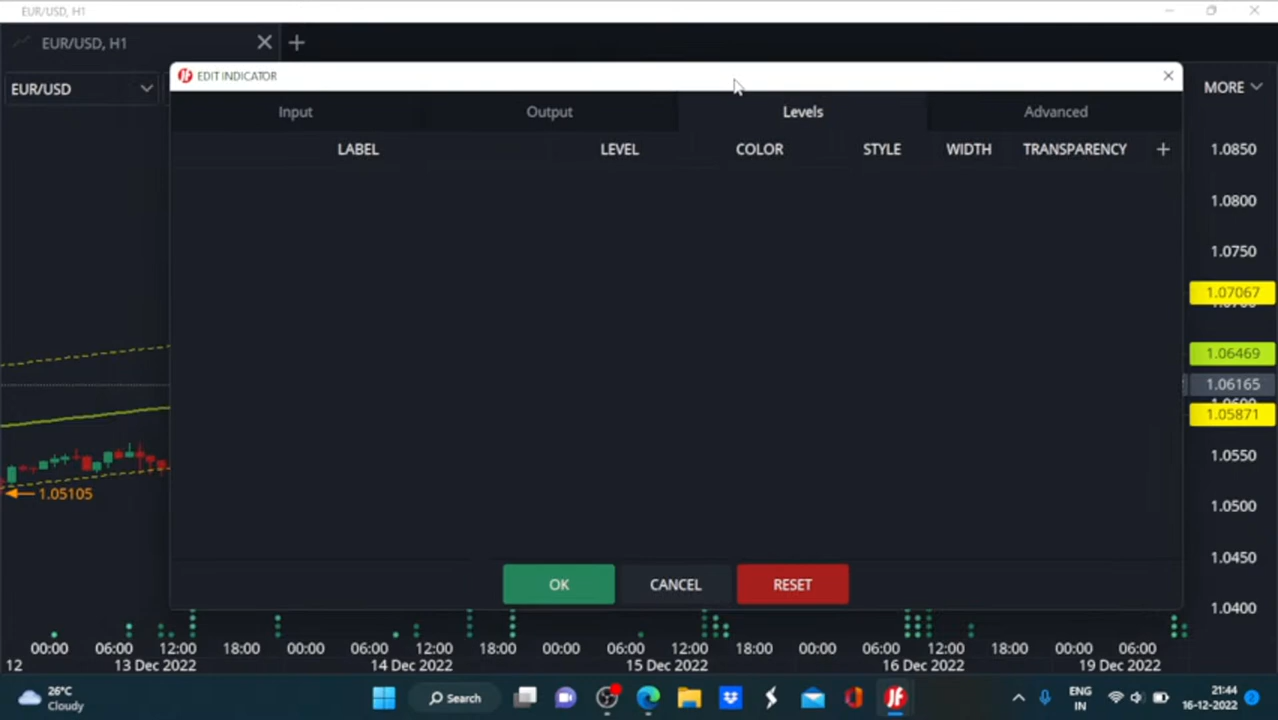 EUR/USD, H1
EUR/USD, H1
EUR/USD
EDIT INDICATOR
MORE
Input Output Levels Advanced
LABEL LEVEL COLOR STYLE WIDTH TRANSPARENCY +
1.0850
1.0800
1.0750
1.07067
1.06469
1.06165
1.05871
1.0550
1.05105
1.0500
1.0450
1.0400
OK CANCEL RESET
00:00 06:00 12:00 18:00 00:00 06:00 12:00 18:00 00:00 06:00 12:00 18:00 00:00 06:00 12:00 18:00 00:00 06:00
12 13 Dec 2022 14 Dec 2022 15 Dec 2022 16 Dec 2022 19 Dec 2022
26°C
Cloudy
Search
ENG
IN
21:44
16-12-2022
2